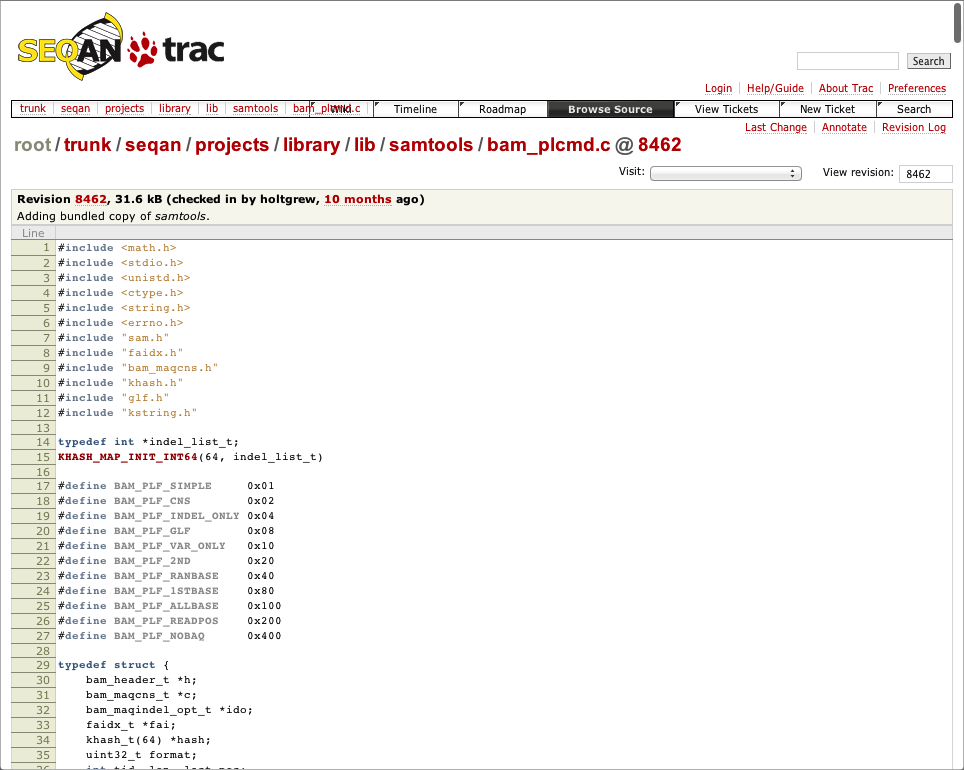 SEQAN trac
Search
Login Help/Guide About Trac Preferences
trunk seqan projects library lib samtools bam_plcmd.c Wiki Timeline Roadmap Browse Source View Tickets New Ticket Search
Last Change Annotate Revision Log
root/trunk/seqan/projects/library/lib/samtools/bam_plcmd.c @ 8462
Visit: View revision: 8462
Revision 8462, 31.6 kB (checked in by holtgrew, 10 months ago)
Adding bundled copy of samtools.
Line
1 #include <math.h>
2 #include <stdio.h>
3 #include <unistd.h>
4 #include <ctype.h>
5 #include <string.h>
6 #include <errno.h>
7 #include "sam.h"
8 #include "faidx.h"
9 #include "bam_maqcns.h"
10 #include "khash.h"
11 #include "glf.h"
12 #include "kstring.h"
13
14 typedef int *indel_list_t;
15 KHASH_MAP_INIT_INT64(64, indel_list_t)
16
17 #define BAM_PLF_SIMPLE     0x01
18 #define BAM_PLF_CNS        0x02
19 #define BAM_PLF_INDEL_ONLY 0x04
20 #define BAM_PLF_GLF        0x08
21 #define BAM_PLF_VAR_ONLY   0x10
22 #define BAM_PLF_2ND        0x20
23 #define BAM_PLF_RANBASE    0x40
24 #define BAM_PLF_1STBASE    0x80
25 #define BAM_PLF_ALLBASE    0x100
26 #define BAM_PLF_READPOS    0x200
27 #define BAM_PLF_NOBAQ      0x400
28
29 typedef struct {
30     bam_header_t *h;
31     bam_maqcns_t *c;
32     bam_maqindel_opt_t *ido;
33     faidx_t *fai;
34     khash_t(64) *hash;
35     uint32_t format;
36     int tid, len, last_pos;